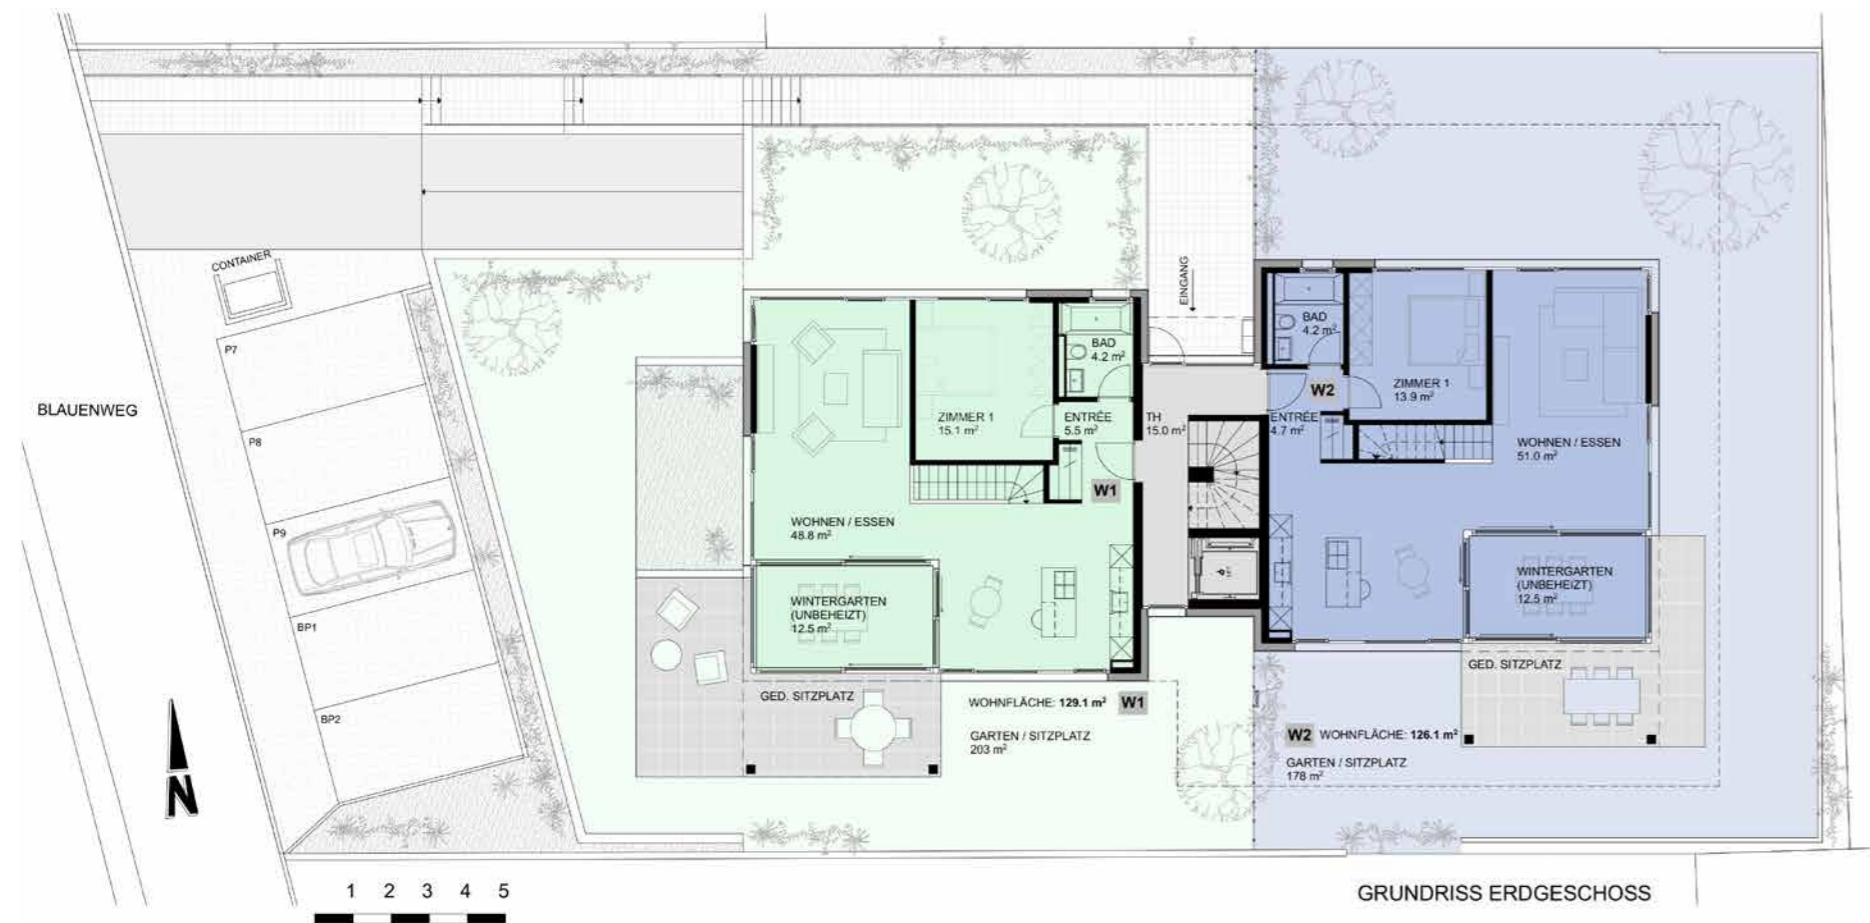 CONTAINER
EINGANG
P7
P8
P9
BP1
BP2
BLAUENWEG
N
BAD
4.2 m²
ZIMMER 1
15.1 m²
ENTRÉE
5.5 m²
TH
15.0 m²
W1
WOHNEN / ESSEN
48.8 m²
WINTERGARTEN
(UNBEHEIZT)
12.5 m²
GED. SITZPLATZ
WOHNFLÄCHE: 129.1 m² W1
GARTEN / SITZPLATZ
203 m²
BAD
4.2 m²
W2
ZIMMER 1
13.9 m²
ENTRÉE
4.7 m²
WOHNEN / ESSEN
51.0 m²
WINTERGARTEN
(UNBEHEIZT)
12.5 m²
GED. SITZPLATZ
W2 WOHNFLÄCHE: 126.1 m²
GARTEN / SITZPLATZ
178 m²
1 2 3 4 5
GRUNDRISS ERDGESCHOSS